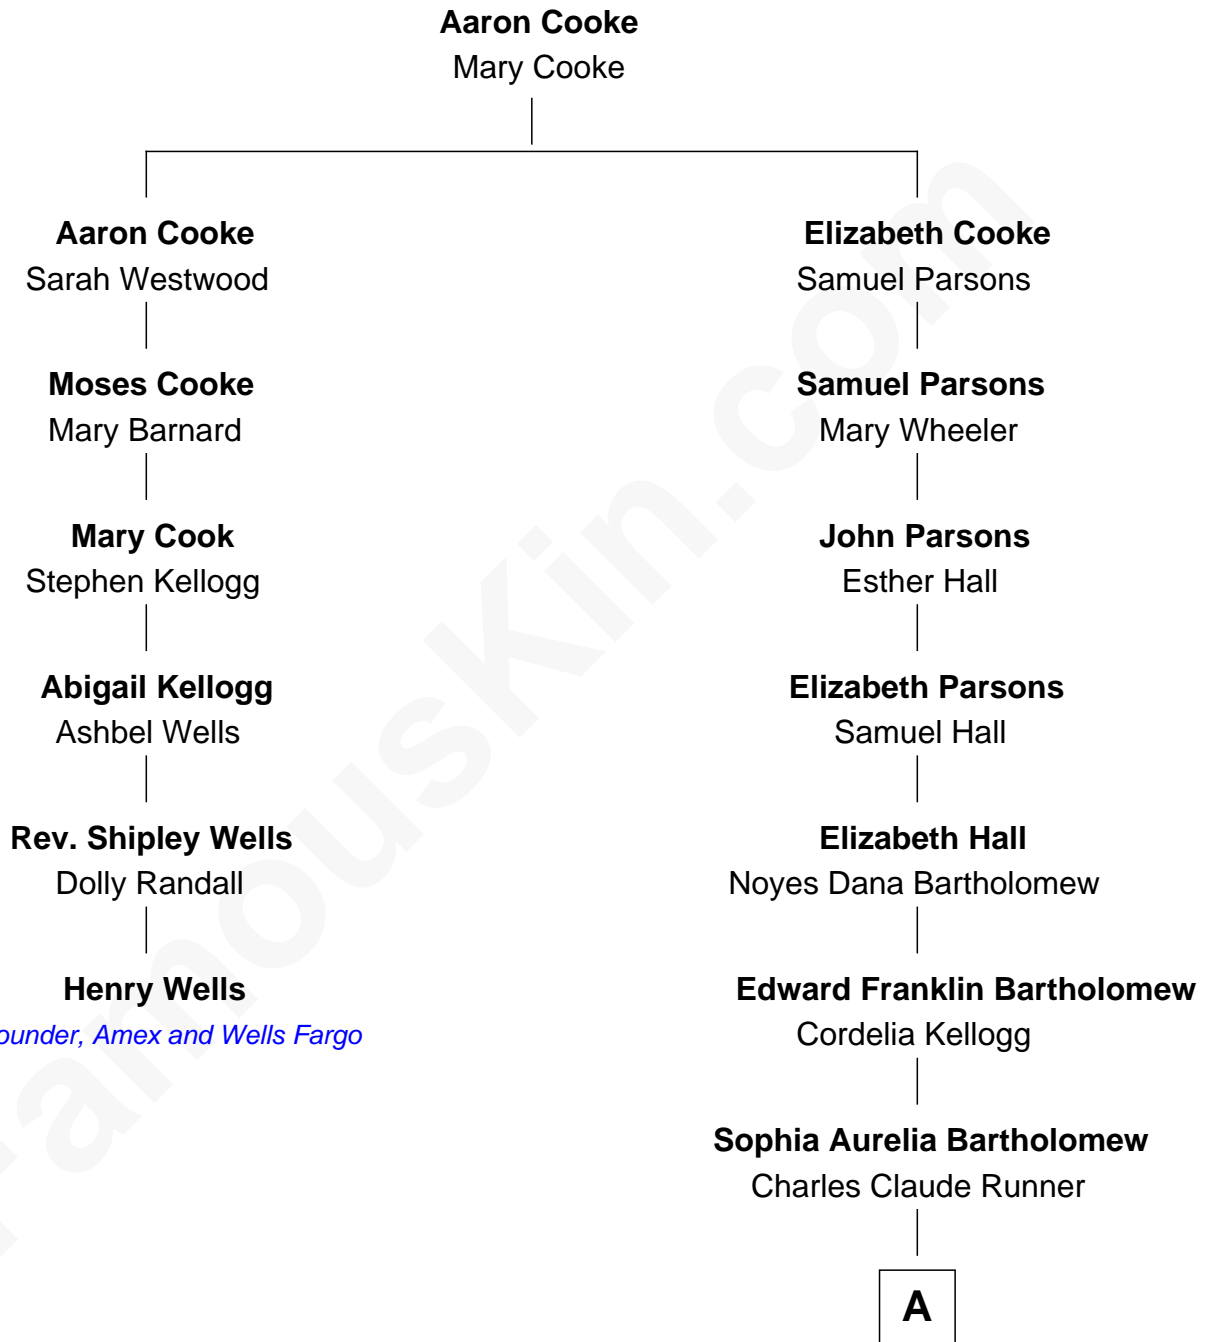 Aaron Cooke
Mary Cooke
Aaron Cooke
Sarah Westwood
Moses Cooke
Mary Barnard
Mary Cook
Stephen Kellogg
Abigail Kellogg
Ashbel Wells
Rev. Shipley Wells
Dolly Randall
Henry Wells
ounder, Amex and Wells Fargo
Elizabeth Cooke
Samuel Parsons
Samuel Parsons
Mary Wheeler
John Parsons
Esther Hall
Elizabeth Parsons
Samuel Hall
Elizabeth Hall
Noyes Dana Bartholomew
Edward Franklin Bartholomew
Cordelia Kellogg
Sophia Aurelia Bartholomew
Charles Claude Runner
A
FamousKin.com